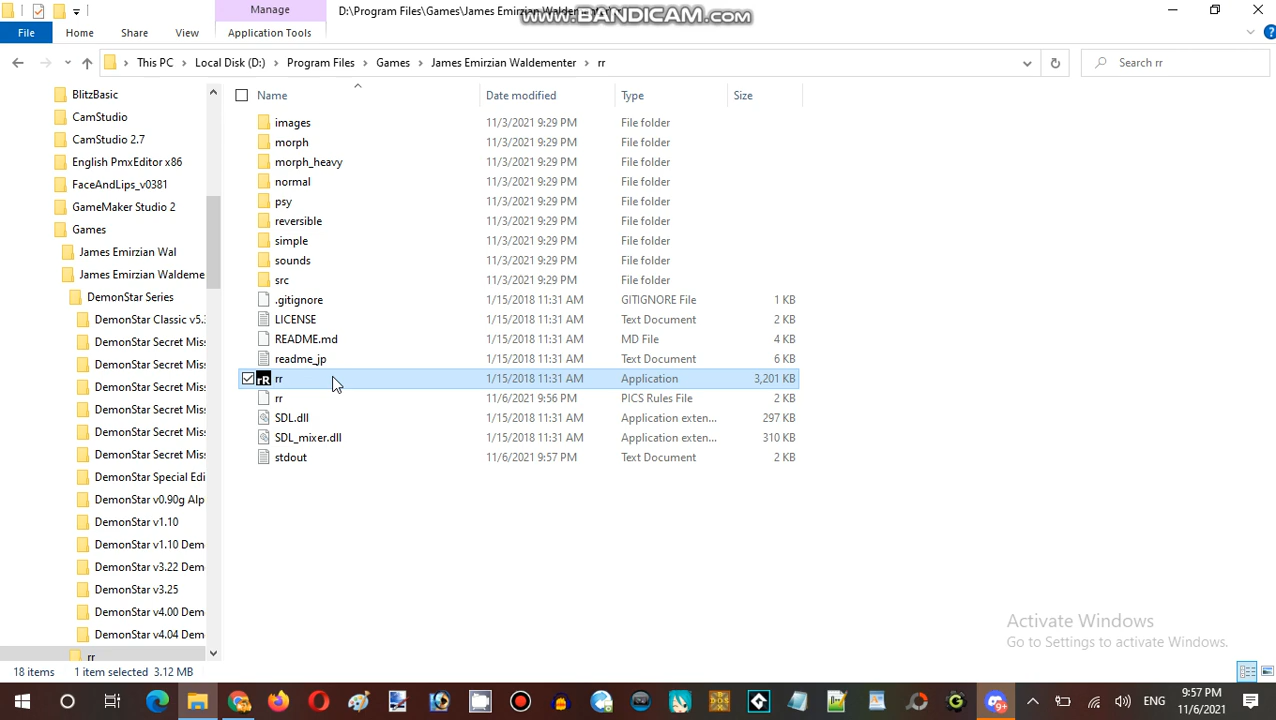 Manage
D:\Program Files\Games\James Emirzian Waldementer\rr
www.BANDICAM.com
File
Home
Share
View
Application Tools
This PC
Local Disk (D:)
Program Files
Games
James Emirzian Waldementer
rr
Search rr
Name
Date modified
Type
Size
BlitzBasic
CamStudio
CamStudio 2.7
English PmxEditor x86
FaceAndLips_v0381
GameMaker Studio 2
Games
James Emirzian Wal
James Emirzian Waldeme
DemonStar Series
DemonStar Classic v5.
DemonStar Secret Miss
DemonStar Secret Miss
DemonStar Secret Miss
DemonStar Secret Miss
DemonStar Secret Miss
DemonStar Secret Miss
DemonStar Special Edi
DemonStar v0.90g Alp
DemonStar v1.10
DemonStar v1.10 Dem
DemonStar v3.22 Dem
DemonStar v3.25
DemonStar v4.00 Dem
DemonStar v4.04 Dem
rr
images 11/3/2021 9:29 PM File folder
morph 11/3/2021 9:29 PM File folder
morph_heavy 11/3/2021 9:29 PM File folder
normal 11/3/2021 9:29 PM File folder
psy 11/3/2021 9:29 PM File folder
reversible 11/3/2021 9:29 PM File folder
simple 11/3/2021 9:29 PM File folder
sounds 11/3/2021 9:29 PM File folder
src 11/3/2021 9:29 PM File folder
.gitignore 1/15/2018 11:31 AM GITIGNORE File 1 KB
LICENSE 1/15/2018 11:31 AM Text Document 2 KB
README.md 1/15/2018 11:31 AM MD File 4 KB
readme_jp 1/15/2018 11:31 AM Text Document 6 KB
rR rr 1/15/2018 11:31 AM Application 3,201 KB
rr 11/6/2021 9:56 PM PICS Rules File 2 KB
SDL.dll 1/15/2018 11:31 AM Application exten... 297 KB
SDL_mixer.dll 1/15/2018 11:31 AM Application exten... 310 KB
stdout 11/6/2021 9:57 PM Text Document 2 KB
Activate Windows
Go to Settings to activate Windows.
18 items
1 item selected 3.12 MB
9+
ENG
9:57 PM
11/6/2021